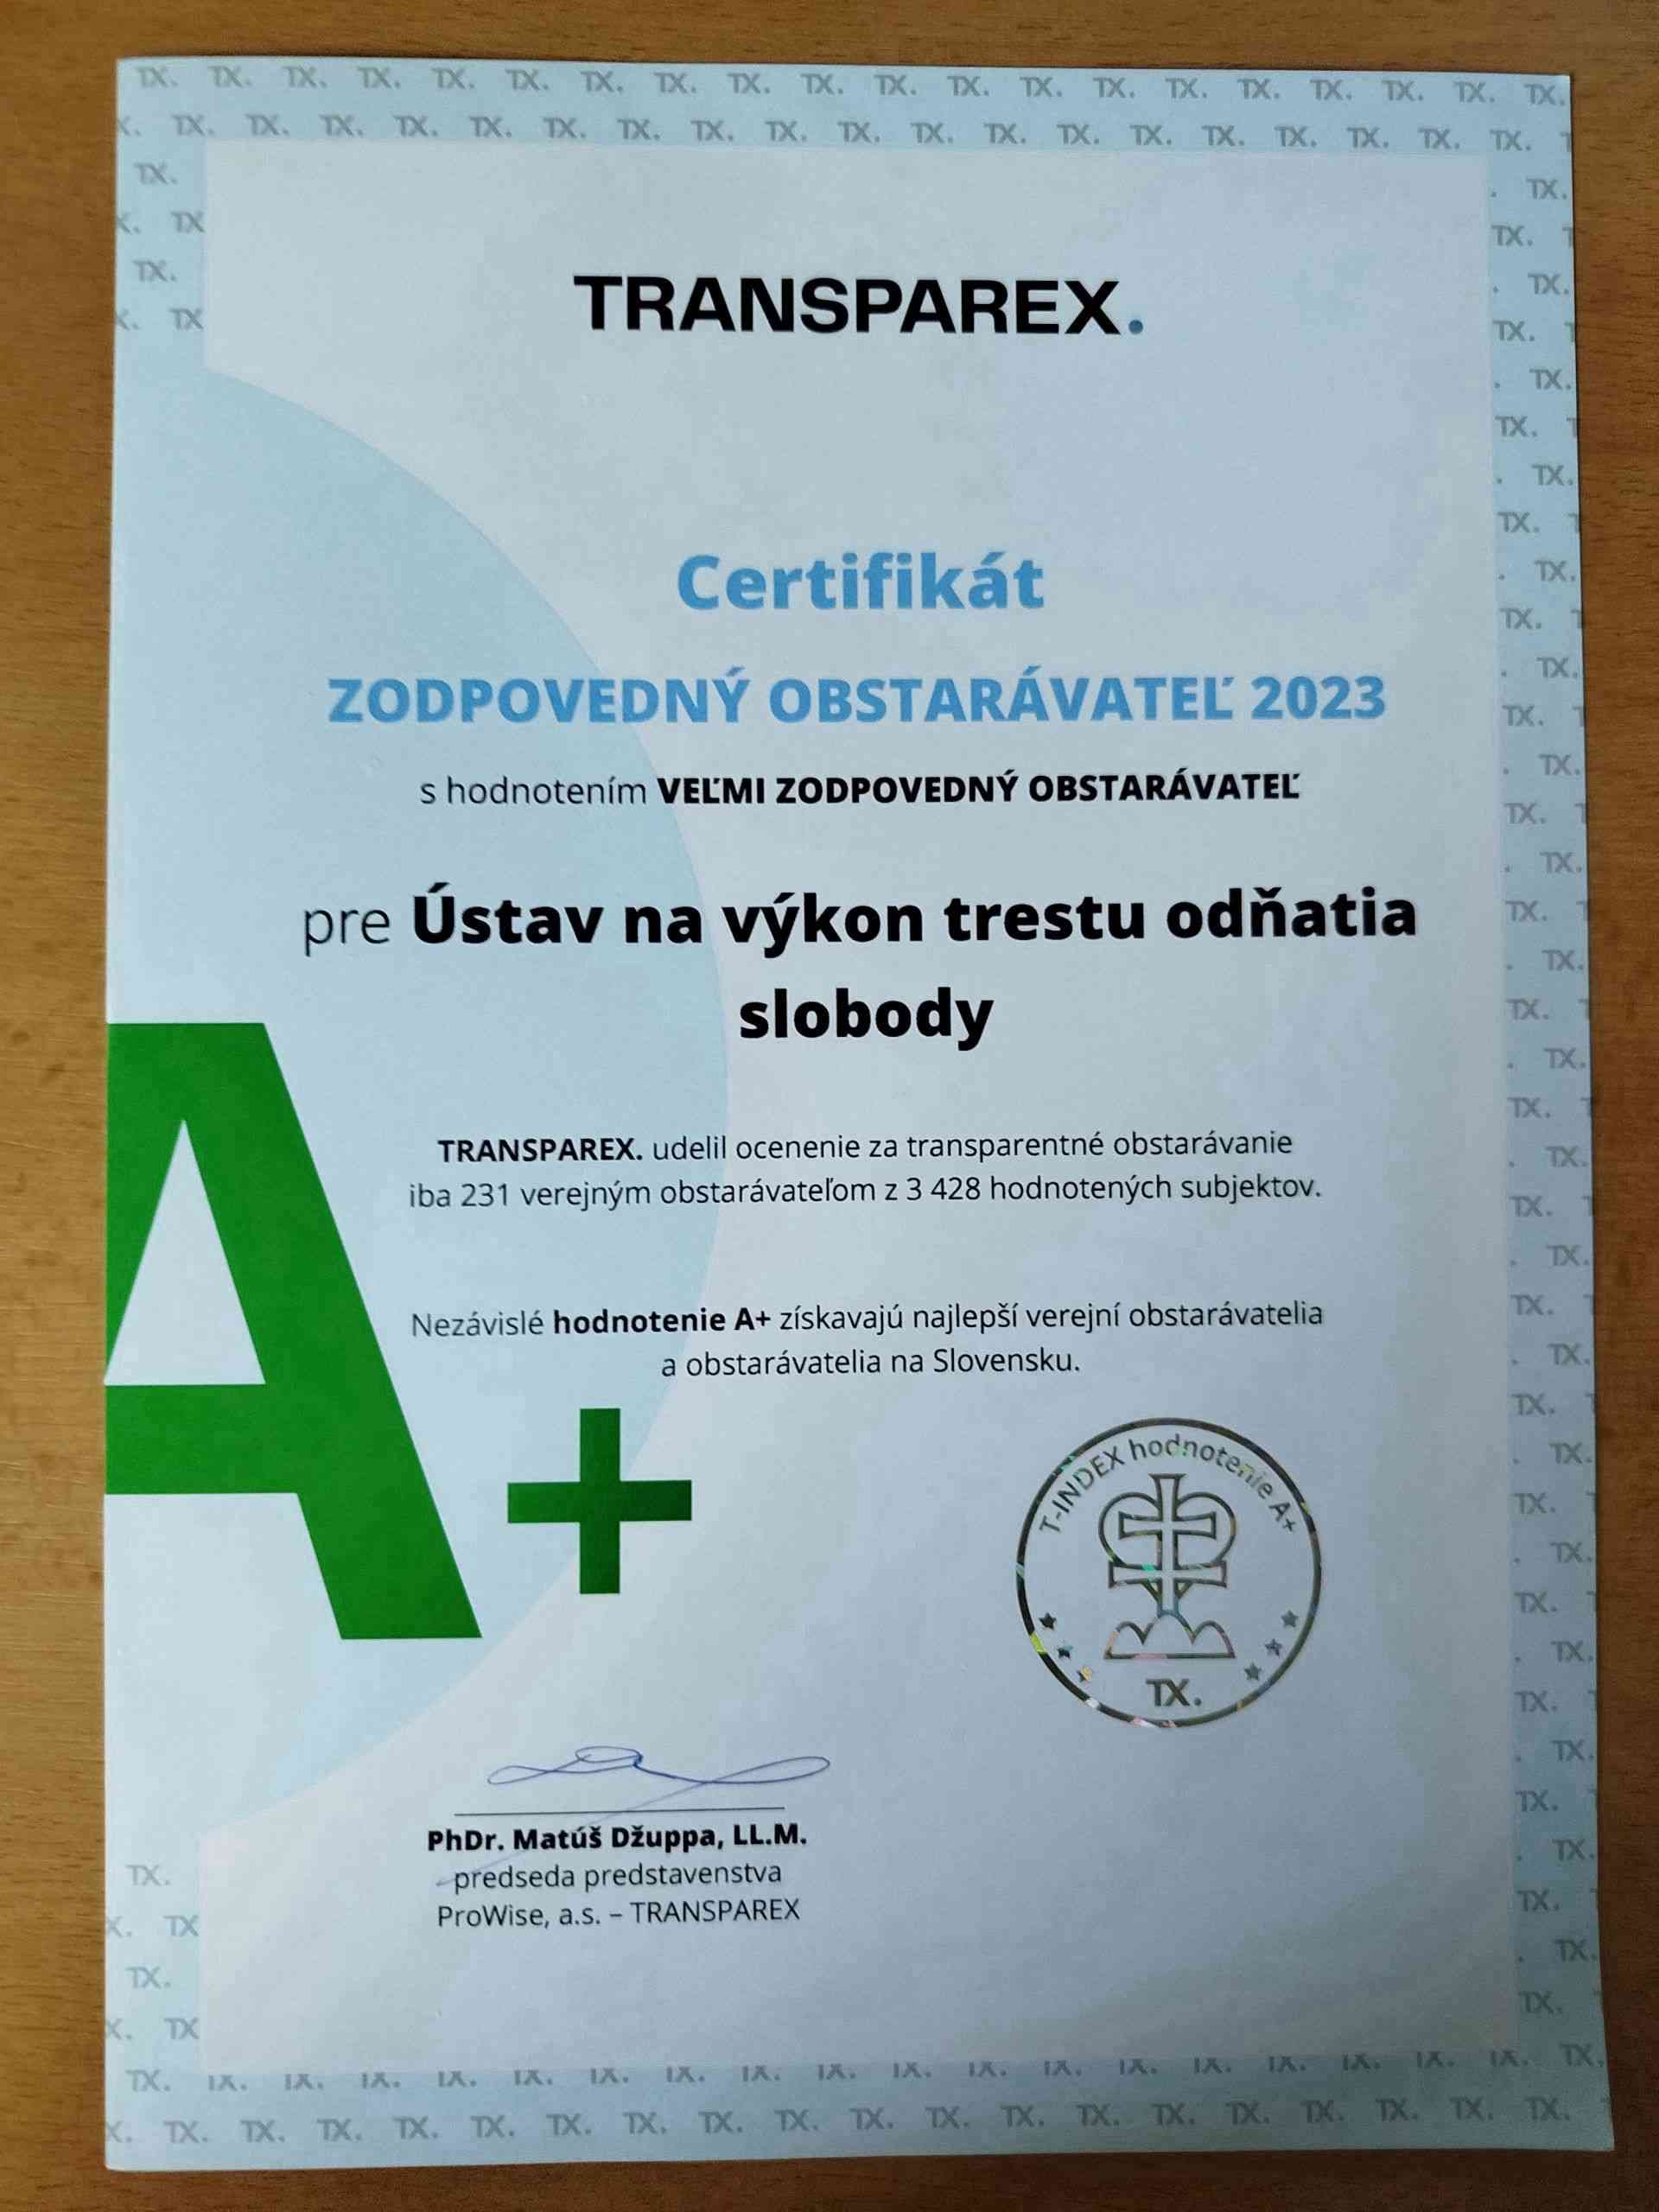 TRANSPAREX.
Certifikát
ZODPOVEDNÝ OBSTARÁVATEĽ 2023
s hodnotením VEĽMI ZODPOVEDNÝ OBSTARÁVATEĽ
pre Ústav na výkon trestu odňatia
slobody
TRANSPAREX. udelil ocenenie za transparentné obstarávanie
iba 231 verejným obstarávateľom z 3 428 hodnotených subjektov.
Nezávislé hodnotenie A+ získavajú najlepší verejní obstarávatelia
a obstarávatelia na Slovensku.
A+
T-INDEX hodnotenie A+
TX.
PhDr. Matúš Džuppa, LL.M.
predseda predstavenstva
ProWise, a.s. – TRANSPAREX